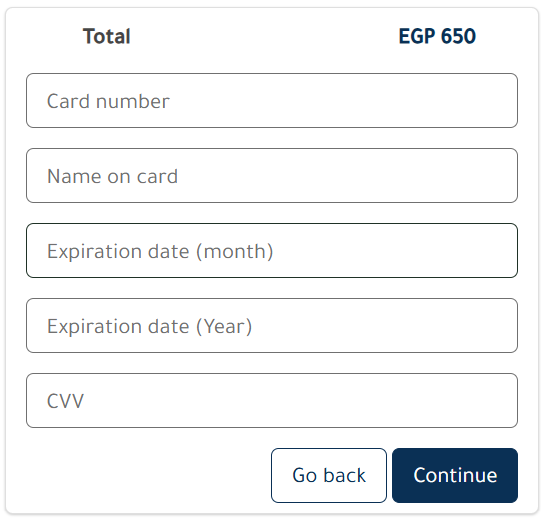 Total EGP 650
Card number
Name on card
Expiration date (month)
Expiration date (Year)
CVV
Go back Continue